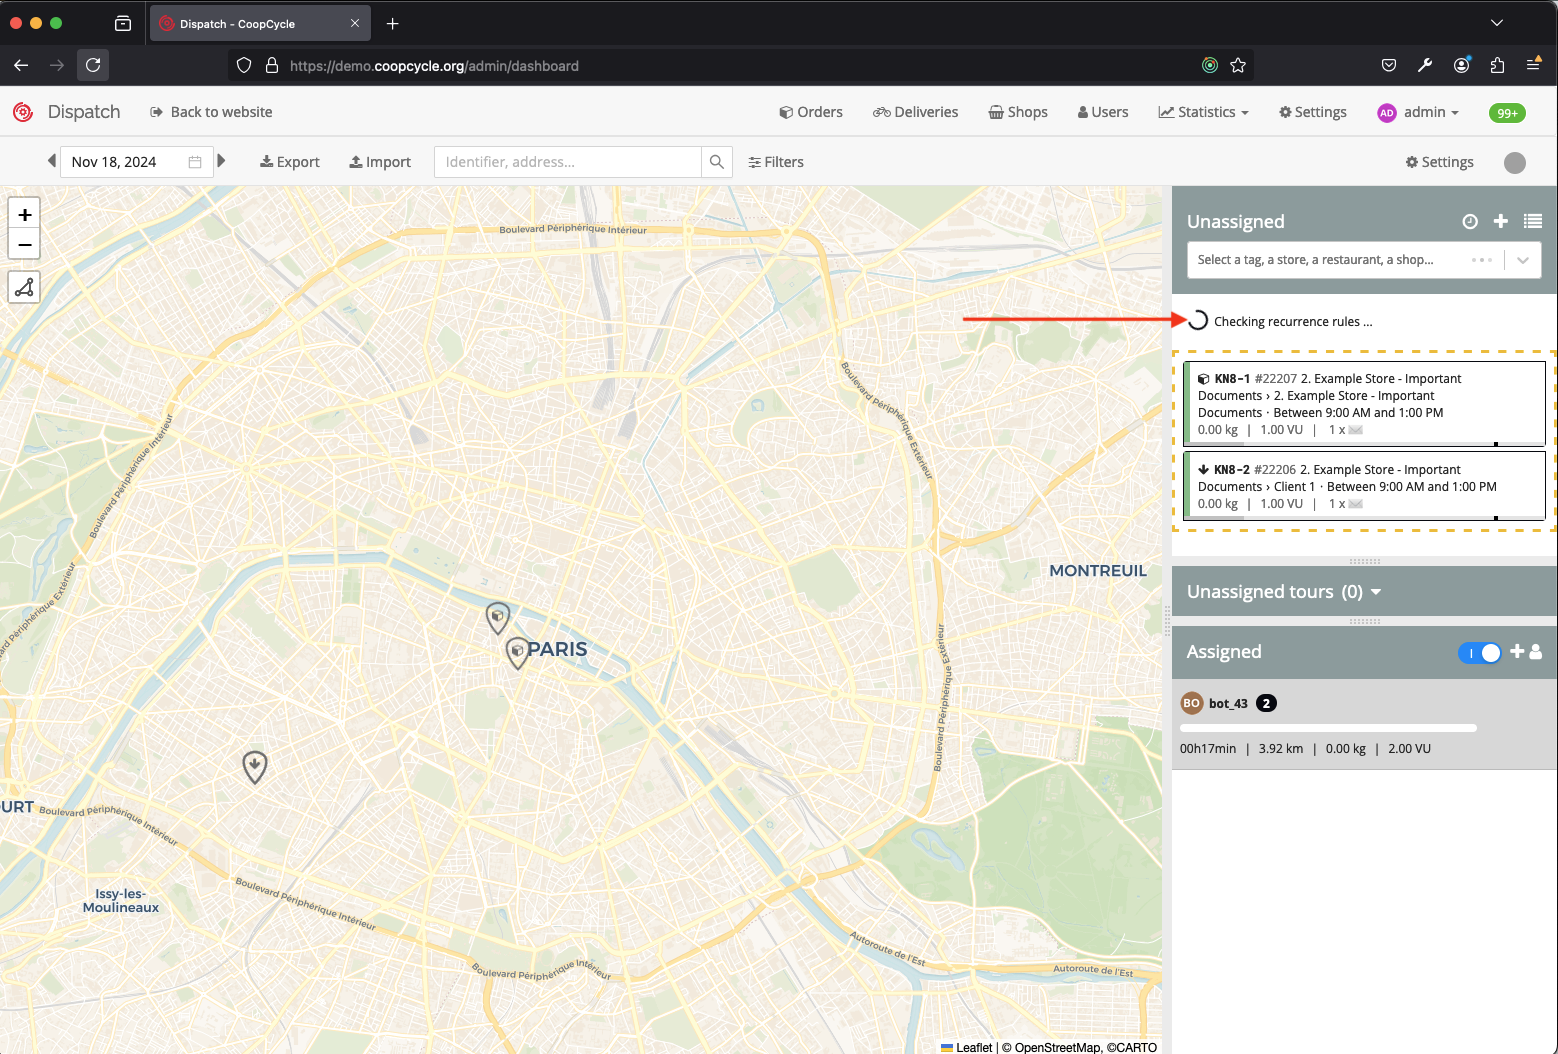 Dispatch - CoopCycle
https://demo.coopcycle.org/admin/dashboard
Dispatch
Back to website
Orders
Deliveries
Shops
Users
Statistics
Settings
AD
admin
99+
Nov 18, 2024
Export
Import
Identifier, address...
Filters
Settings
+
−
Boulevard Périphérique Intérieur
Boulevard Périphérique Extérieur
Boulevard Périphérique Extérieur
Boulevard Périphérique Extérieur
Boulevard Périphérique Extérieur
MONTREUIL
PARIS
OURT
Boulevard Périphérique Intérieur
Issy-les-
Moulineaux
Boulevard Périphérique Intérieur
Boulevard Périphérique Intérieur
Autoroute de l'Est
Autoroute de l'Est
Leaflet | © OpenStreetMap, ©CARTO
Unassigned
Select a tag, a store, a restaurant, a shop...
Checking recurrence rules ...
KN8-1 #22207 2. Example Store - Important
Documents › 2. Example Store - Important
Documents · Between 9:00 AM and 1:00 PM
0.00 kg | 1.00 VU | 1 x
KN8-2 #22206 2. Example Store - Important
Documents › Client 1 · Between 9:00 AM and 1:00 PM
0.00 kg | 1.00 VU | 1 x
Unassigned tours (0)
Assigned
BO bot_43 2
00h17min | 3.92 km | 0.00 kg | 2.00 VU